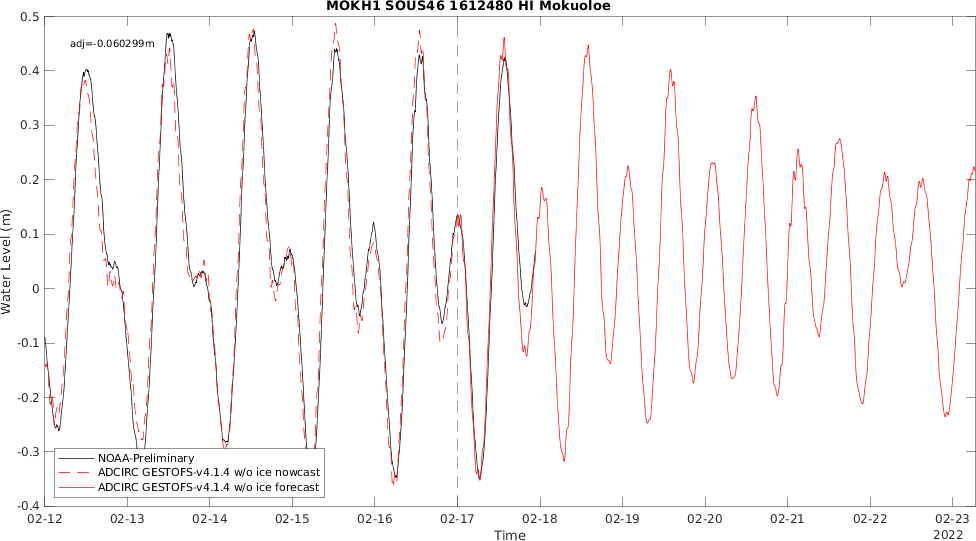 MOKH1 SOUS46 1612480 HI Mokuoloe
adj=-0.060299m
Water Level (m)
0.5
0.4
0.3
0.2
0.1
0
-0.1
-0.2
-0.3
-0.4
NOAA-Preliminary
ADCIRC GESTOFS-v4.1.4 w/o ice nowcast
ADCIRC GESTOFS-v4.1.4 w/o ice forecast
02-12 02-13 02-14 02-15 02-16 02-17 02-18 02-19 02-20 02-21 02-22 02-23
Time
2022